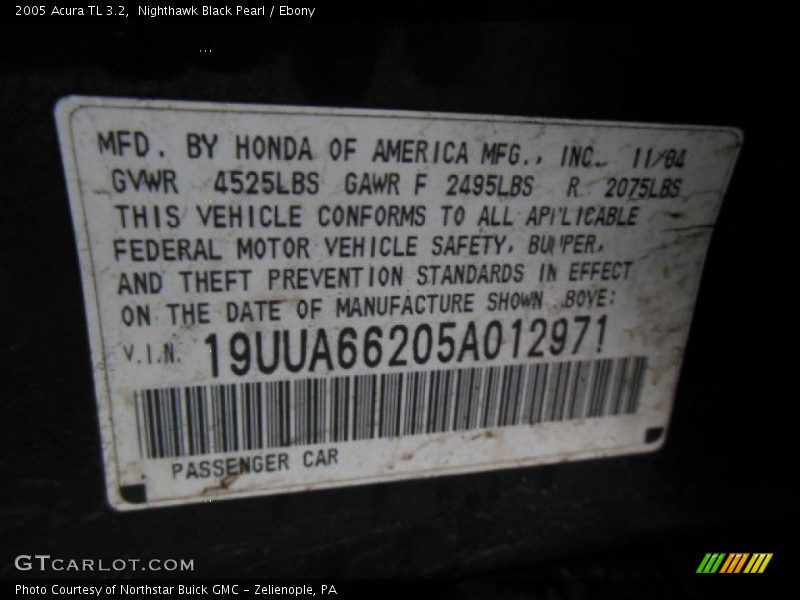 2005 Acura TL 3.2,  Nighthawk Black Pearl / Ebony
MFD. BY HONDA OF AMERICA MFG., INC. 11/04
GVWR 4525LBS GAWR F 2495LBS R 2075LBS
THIS VEHICLE CONFORMS TO ALL APPLICABLE
FEDERAL MOTOR VEHICLE SAFETY, BUMPER,
AND THEFT PREVENTION STANDARDS IN EFFECT
ON THE DATE OF MANUFACTURE SHOWN ABOVE:
V.I.N. 19UUA66205A012971
PASSENGER CAR
GTCARLOT.COM
Photo Courtesy of Northstar Buick GMC - Zelienople, PA